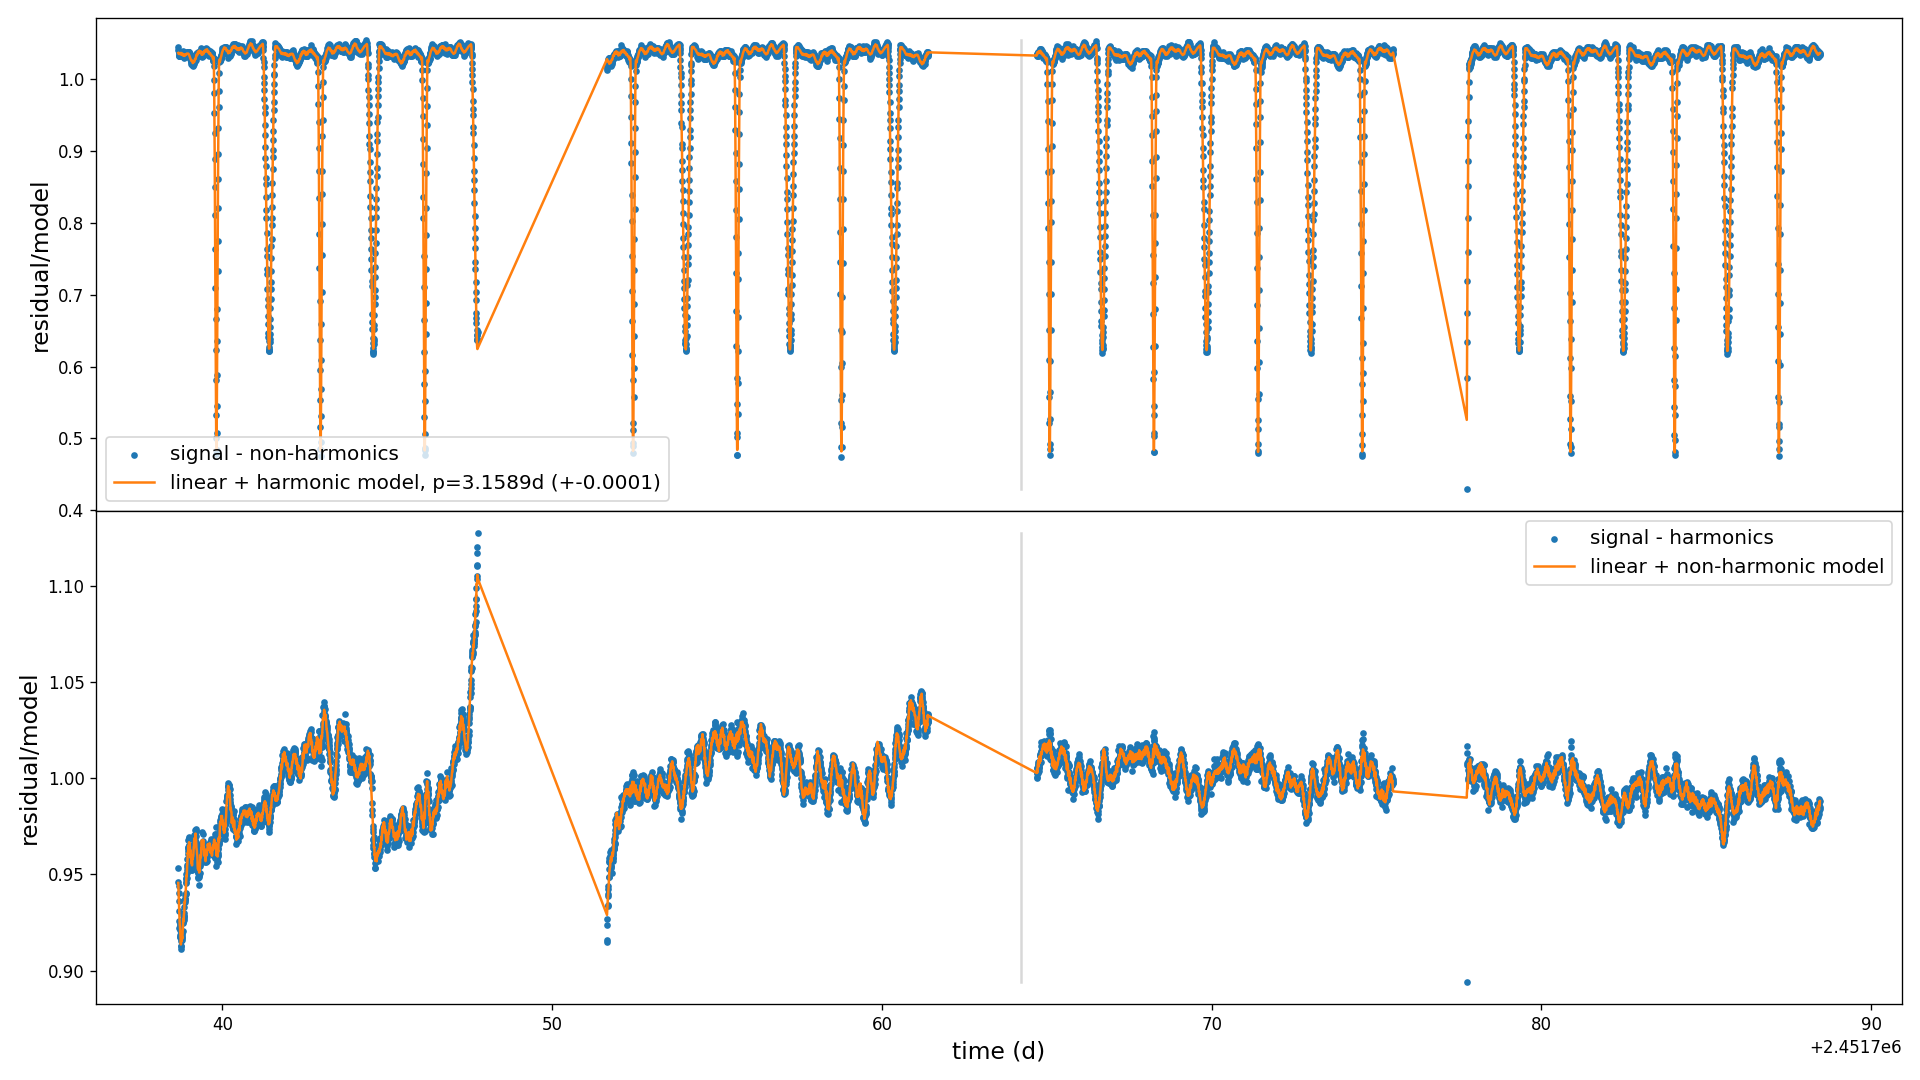 residual/model
1.0
0.9
0.8
0.7
0.6
0.5
0.4
signal - non-harmonics
linear + harmonic model, p=3.1589d (+-0.0001)
residual/model
1.10
1.05
1.00
0.95
0.90
signal - harmonics
linear + non-harmonic model
40 50 60 70 80 90
time (d)
+2.4517e6